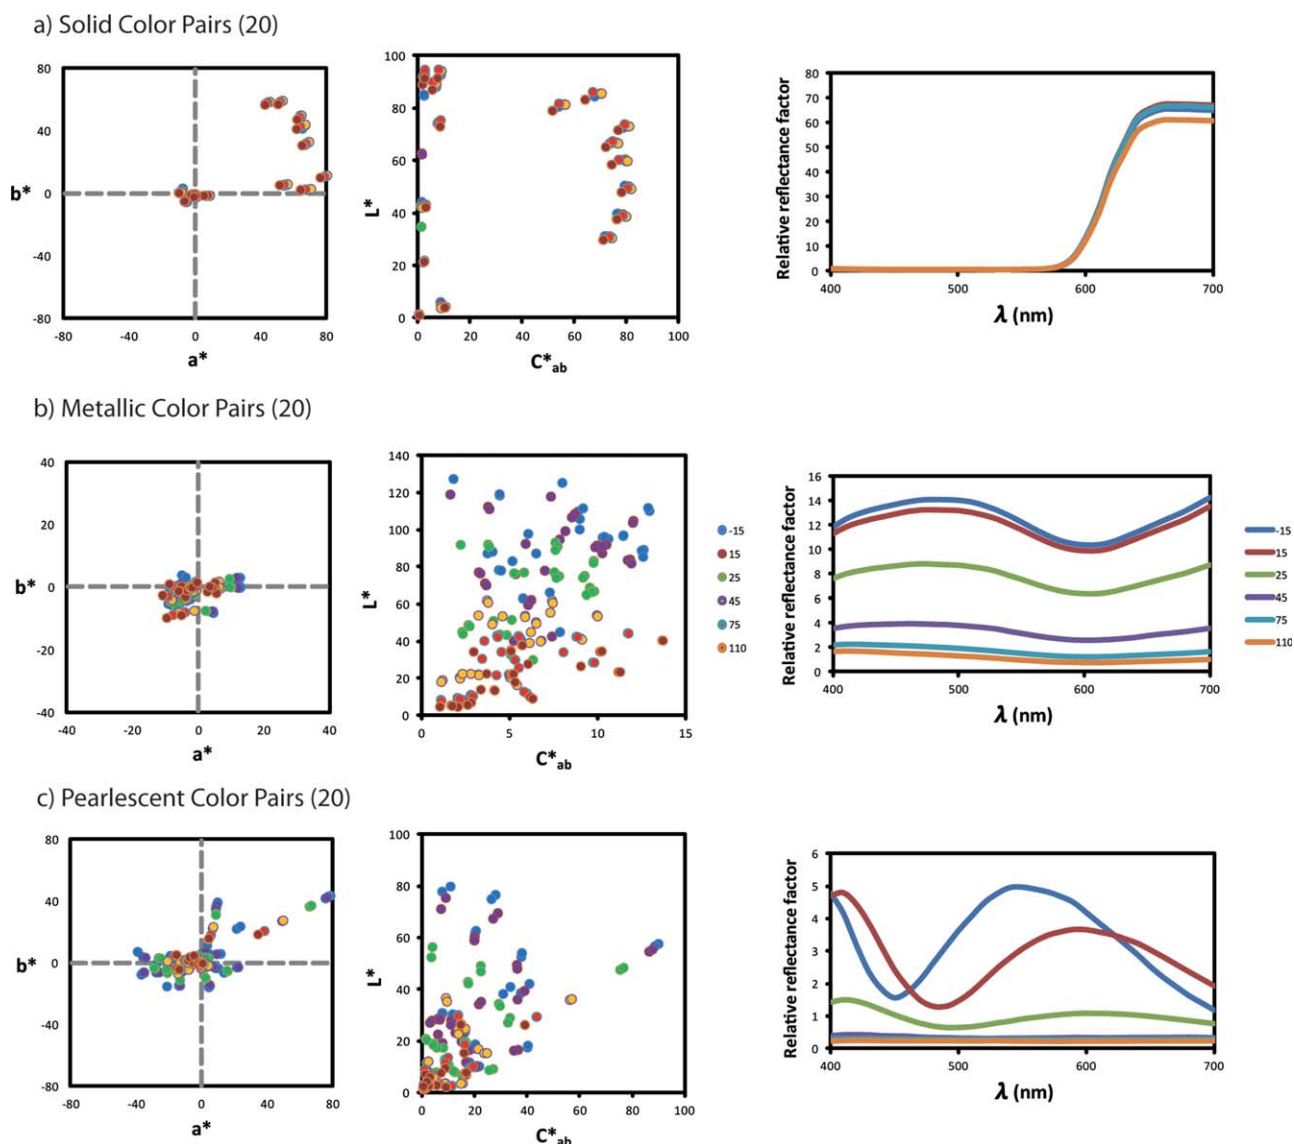 a) Solid Color Pairs (20)
80
40
0
-40
-80
-80 -40 0 40 80
b*
a*
100
80
60
40
20
0
0 20 40 60 80 100
L*
C*ab
80
70
60
50
40
30
20
10
0
400 500 600 700
Relative reflectance factor
λ (nm)
b) Metallic Color Pairs (20)
40
20
0
-20
-40
-40 -20 0 20 40
b*
a*
140
120
100
80
60
40
20
0
0 5 10 15
L*
C*ab
-15
15
25
45
75
110
16
14
12
10
8
6
4
2
0
400 500 600 700
Relative reflectance factor
λ (nm)
-15
15
25
45
75
110
c) Pearlescent Color Pairs (20)
80
40
0
-40
-80
-80 -40 0 40 80
b*
a*
100
80
60
40
20
0
0 20 40 60 80 100
L*
C*ab
6
5
4
3
2
1
0
400 500 600 700
Relative reflectance factor
λ (nm)